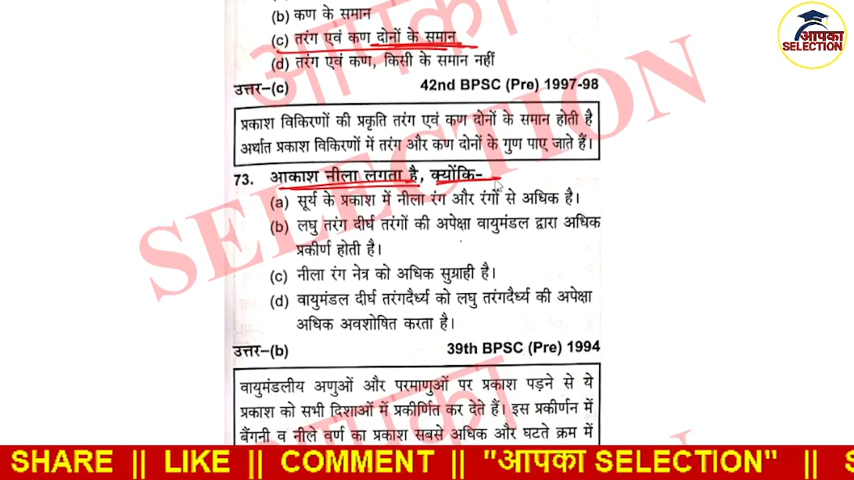 (b) कण के समान
(c) तरंग एवं कण दोनों के समान
(d) तरंग एवं कण, किसी के समान नहीं
उत्तर–(c) 42nd BPSC (Pre) 1997-98
प्रकाश विकिरणों की प्रकृति तरंग एवं कण दोनों के समान होती है
अर्थात प्रकाश विकिरणों में तरंग और कण दोनों के गुण पाए जाते हैं।
73. आकाश नीला लगता है, क्योंकि-
(a) सूर्य के प्रकाश में नीला रंग और रंगों से अधिक है।
(b) लघु तरंग दीर्घ तरंगों की अपेक्षा वायुमंडल द्वारा अधिक
प्रकीर्ण होती है।
(c) नीला रंग नेत्र को अधिक सुग्राही है।
(d) वायुमंडल दीर्घ तरंगदैर्ध्य को लघु तरंगदैर्ध्य की अपेक्षा
अधिक अवशोषित करता है।
उत्तर–(b) 39th BPSC (Pre) 1994
वायुमंडलीय अणुओं और परमाणुओं पर प्रकाश पड़ने से ये
प्रकाश को सभी दिशाओं में प्रकीर्णित कर देते हैं। इस प्रकीर्णन में
बैंगनी व नीले वर्ण का प्रकाश सबसे अधिक और घटते क्रम में
आपका
SELECTION
आपका
आपका
SELECTION
SHARE || LIKE || COMMENT || "आपका SELECTION" || S